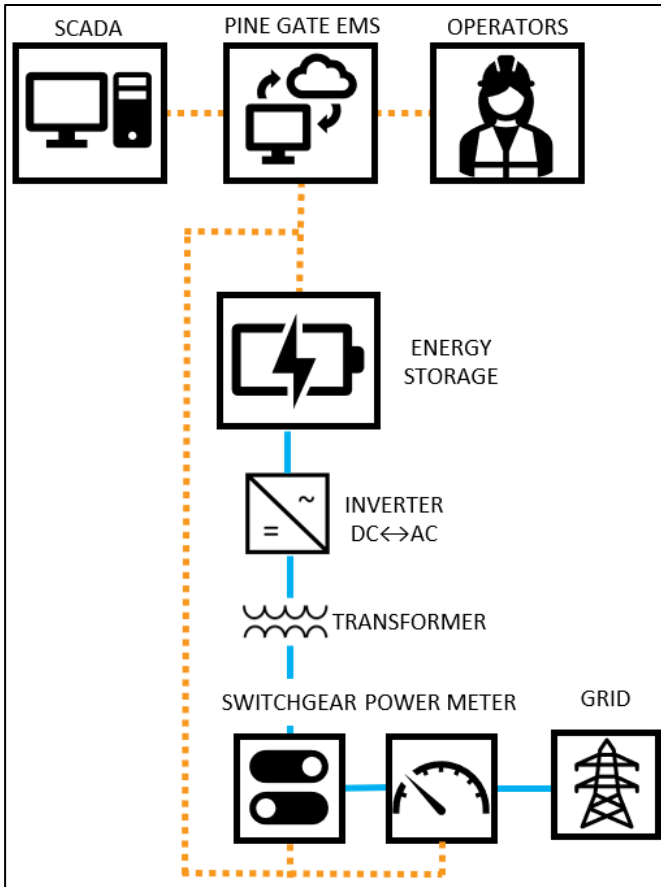 SCADA
PINE GATE EMS
OPERATORS
ENERGY
STORAGE
~
=
INVERTER
DC↔AC
TRANSFORMER
SWITCHGEAR
POWER METER
GRID